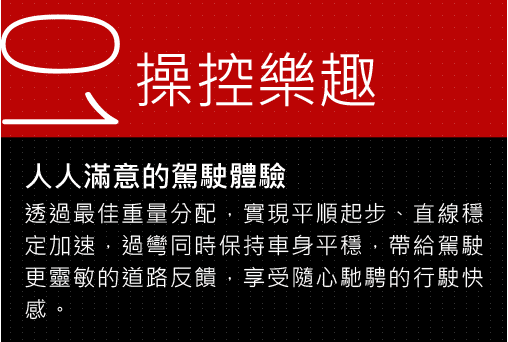 01
操控樂趣
人人滿意的駕駛體驗
透過最佳重量分配，實現平順起步、直線穩
定加速，過彎同時保持車身平穩，帶給駕駛
更靈敏的道路反饋，享受隨心馳騁的行駛快
感。